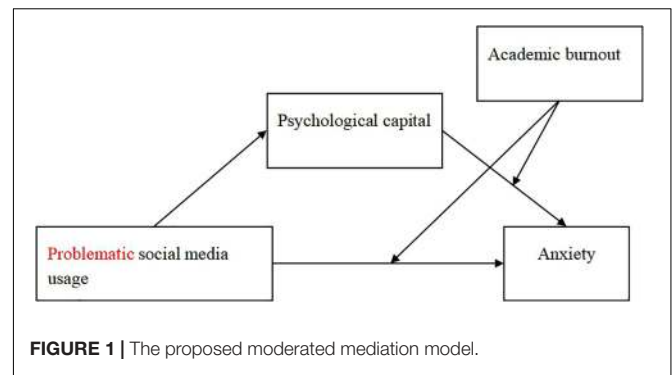 Academic burnout
Psychological capital
Problematic social media
usage
Anxiety
FIGURE 1 | The proposed moderated mediation model.